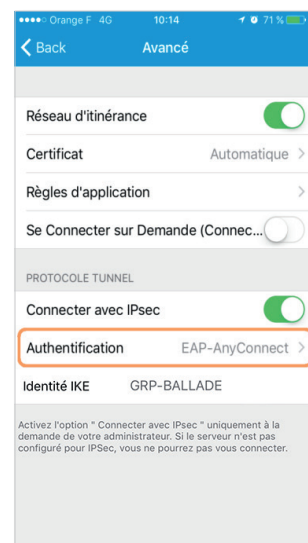 Orange F 4G 10:14 71 %
Back Avancé
Réseau d'itinérance
Certificat Automatique
Règles d'application
Se Connecter sur Demande (Connec...
PROTOCOLE TUNNEL
Connecter avec IPsec
Authentification EAP-AnyConnect
Identité IKE GRP-BALLADE
Activez l'option " Connecter avec IPsec " uniquement à la
demande de votre administrateur. Si le serveur n'est pas
configuré pour IPSec, vous ne pourrez pas vous connecter.